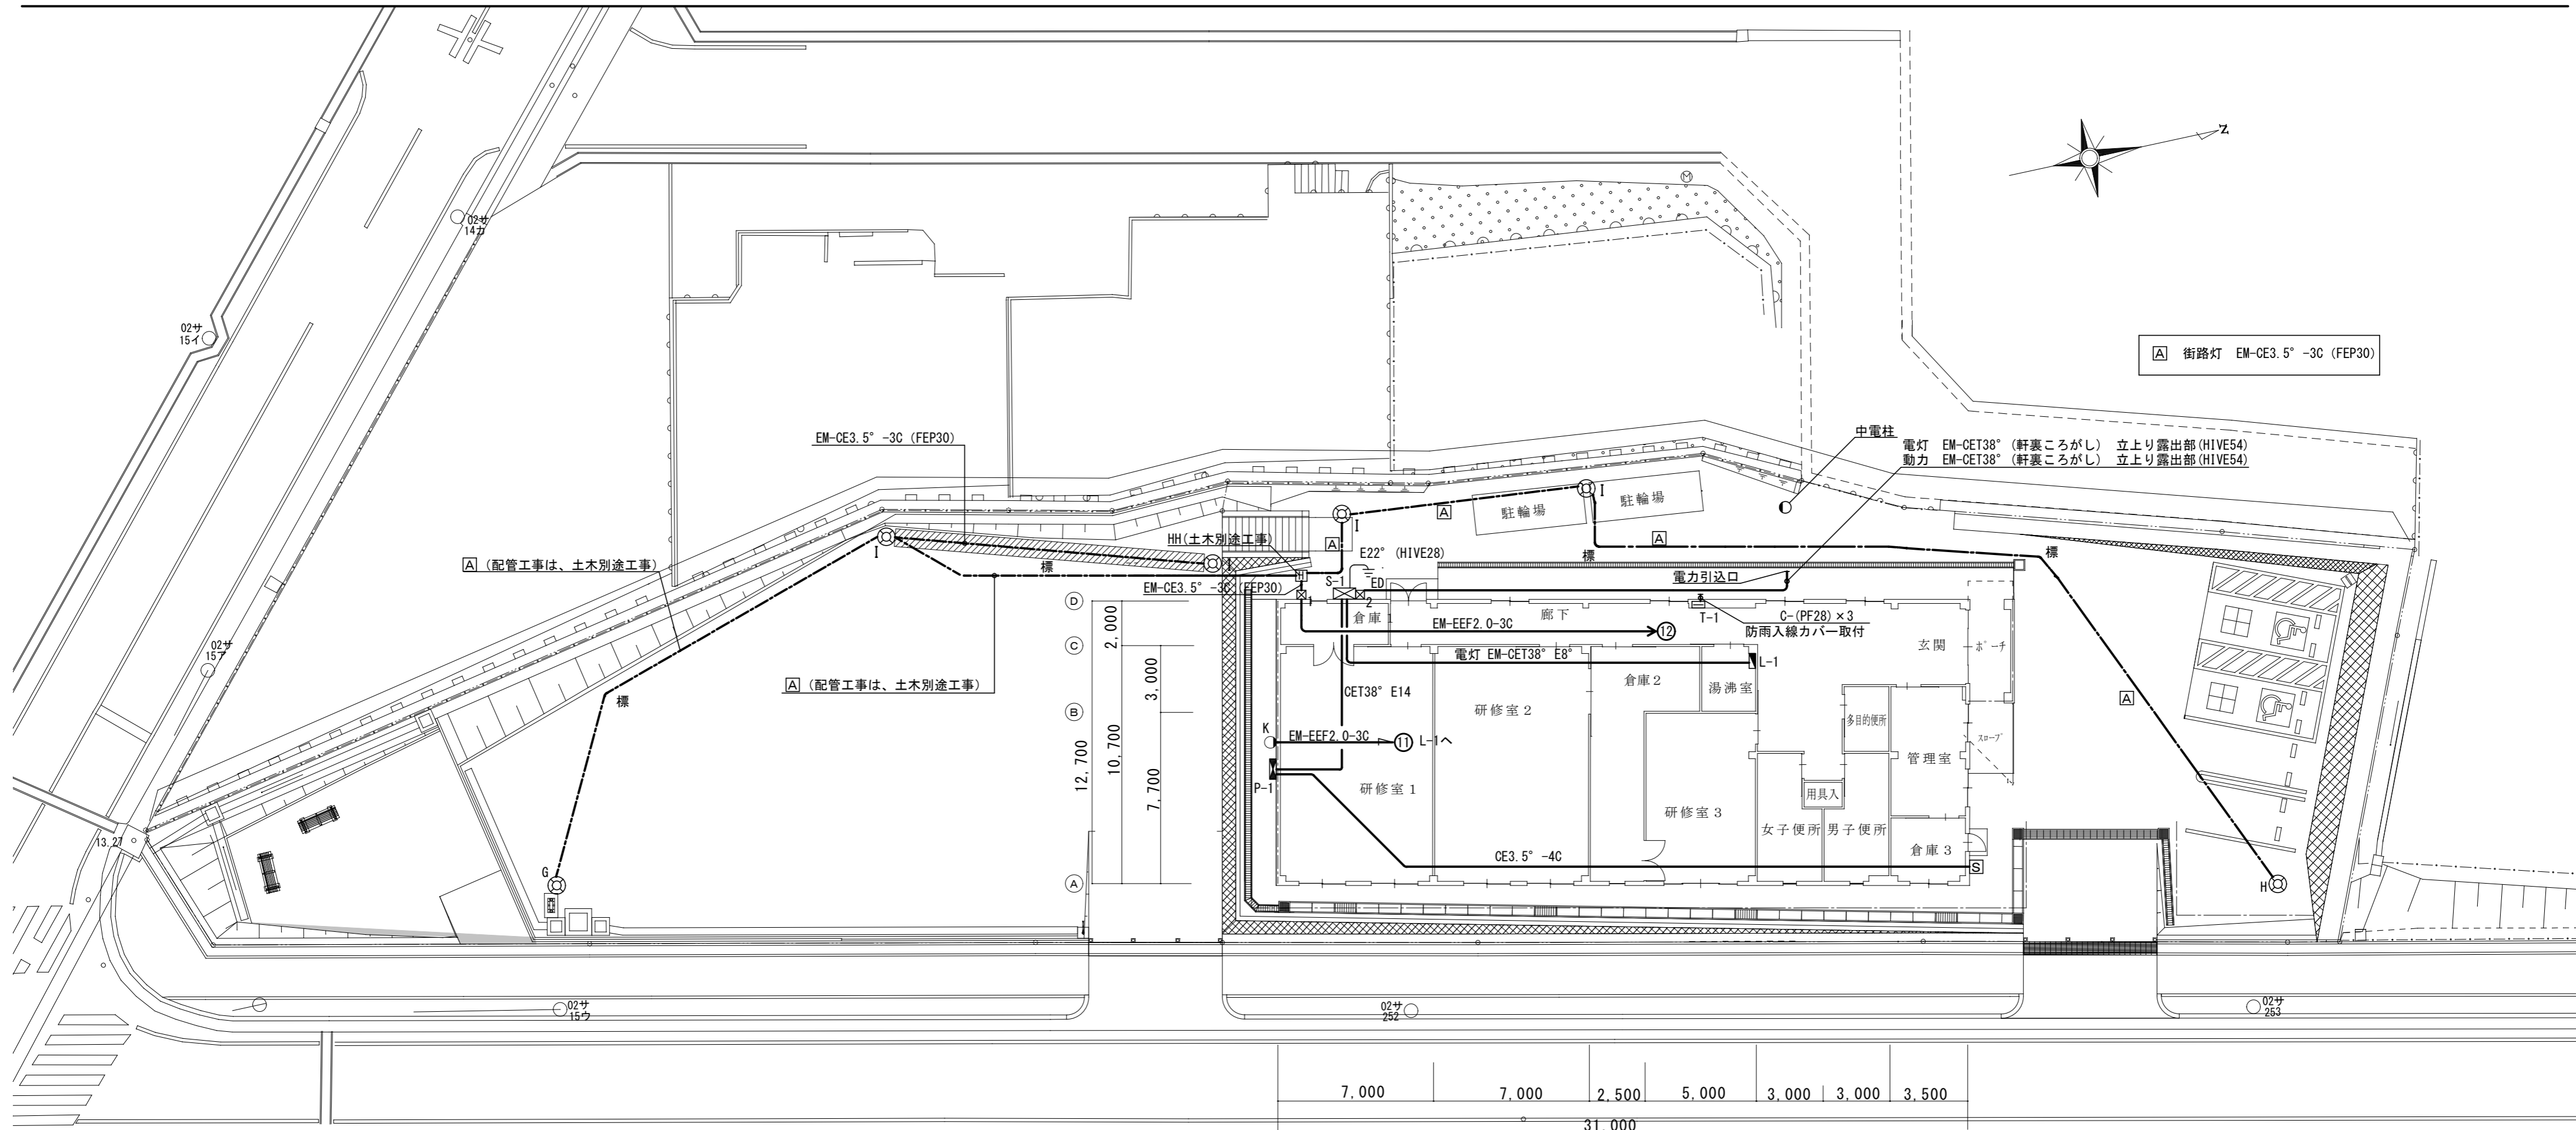 N
02サ
14カ
02サ
15イ
A 街路灯 EM-CE3.5°-3C (FEP30)
中電柱
電灯 EM-CET38°(軒裏ころがし) 立上り露出部(HIVE54)
動力 EM-CET38°(軒裏ころがし) 立上り露出部(HIVE54)
EM-CE3.5°-3C (FEP30)
M
I
駐輪場
駐輪場
A
I
HH(土木別途工事)
A
A
標
標
I
I
標
A (配管工事は、土木別途工事)
E22°(HIVE28)
H
S-1
ED
電力引込口
EM-CE3.5°-3C (FEP30)
1
2
D
倉庫1
廊下
T-1
C-(PF28)×3
防雨入線カバー取付
EM-EEF2.0-3C
12
2,000
C
玄関
ポーチ
電灯 EM-CET38° E8°
L-1
02サ
15ア
A (配管工事は、土木別途工事)
標
3,000
CET38° E14
倉庫2
湯沸室
A
B
研修室2
多目的便所
K
EM-EEF2.0-3C
11
L-1へ
スロープ
12,700
10,700
管理室
7,700
P-1
研修室1
用具入
研修室3
女子便所
男子便所
13.27
倉庫3
CE3.5°-4C
S
G
A
H
02サ
15ウ
02サ
252
02サ
253
7,000
7,000
2,500
5,000
3,000
3,000
3,500
31,000